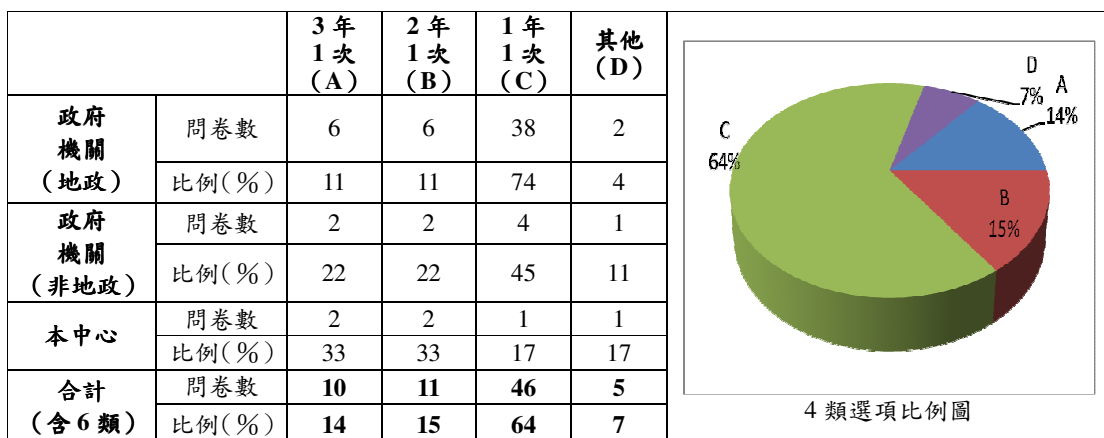 3 年 1 次 (A) 2 年 1 次 (B) 1 年 1 次 (C) 其他 (D)
政府機關(地政) 問卷數 6 6 38 2
比例(%) 11 11 74 4
政府機關(非地政) 問卷數 2 2 4 1
比例(%) 22 22 45 11
本中心 問卷數 2 2 1 1
比例(%) 33 33 17 17
合計(含 6 類) 問卷數 10 11 46 5
比例(%) 14 15 64 7
D
7%
A
14%
C
64%
B
15%
4 類選項比例圖